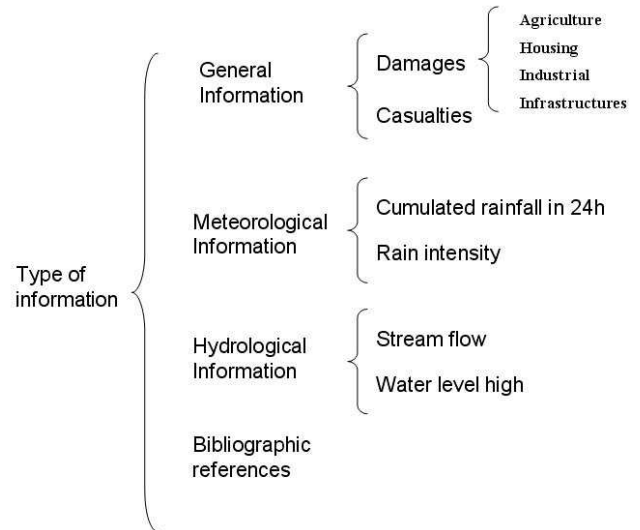 Type of
information
General
Information
Damages
Agriculture
Housing
Industrial
Infrastructures
Casualties
Meteorological
Information
Cumulated rainfall in 24h
Rain intensity
Hydrological
Information
Stream flow
Water level high
Bibliographic
references